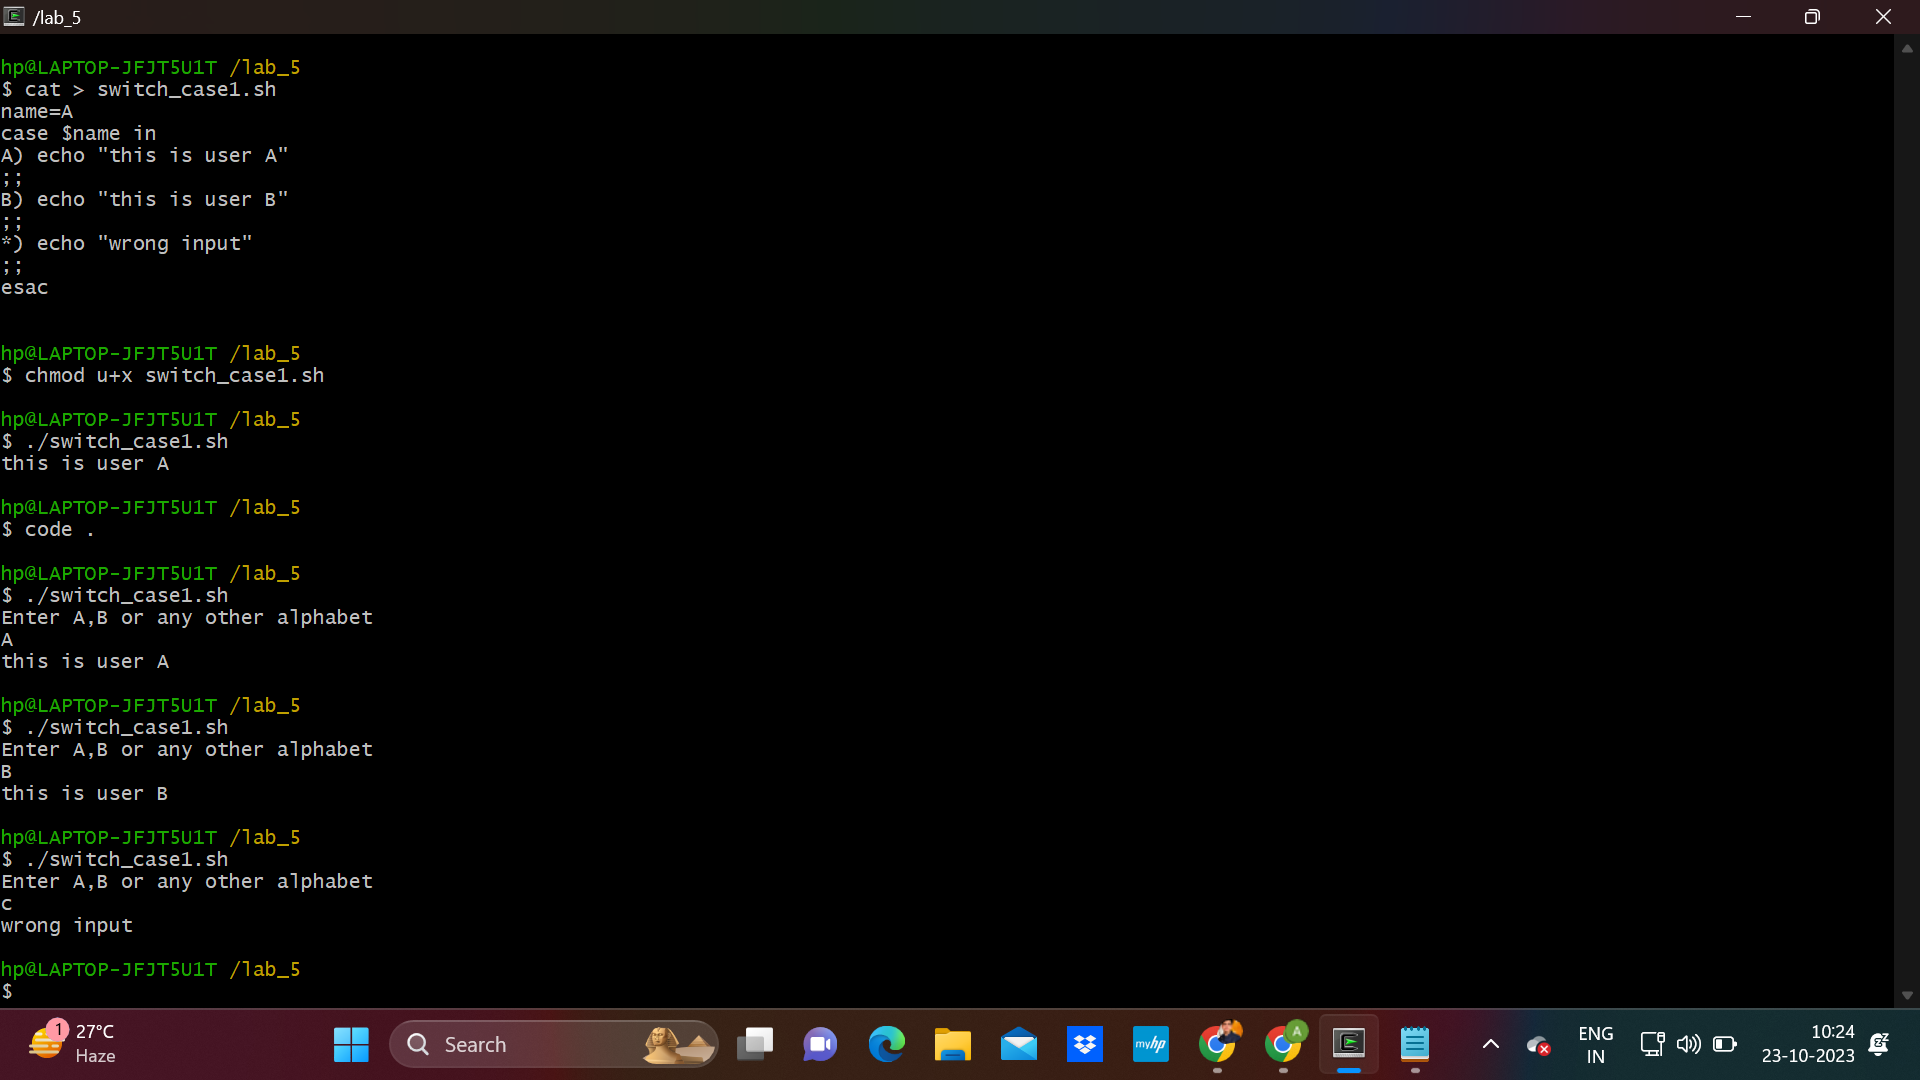 /lab_5
hp@LAPTOP-JFJT5U1T /lab_5
$ cat > switch_case1.sh
name=A
case $name in
A) echo "this is user A"
;;
B) echo "this is user B"
;;
*) echo "wrong input"
;;
esac
hp@LAPTOP-JFJT5U1T /lab_5
$ chmod u+x switch_case1.sh
hp@LAPTOP-JFJT5U1T /lab_5
$ ./switch_case1.sh
this is user A
hp@LAPTOP-JFJT5U1T /lab_5
$ code .
hp@LAPTOP-JFJT5U1T /lab_5
$ ./switch_case1.sh
Enter A,B or any other alphabet
A
this is user A
hp@LAPTOP-JFJT5U1T /lab_5
$ ./switch_case1.sh
Enter A,B or any other alphabet
B
this is user B
hp@LAPTOP-JFJT5U1T /lab_5
$ ./switch_case1.sh
Enter A,B or any other alphabet
c
wrong input
hp@LAPTOP-JFJT5U1T /lab_5
$
1
27°C
Haze
Search
myhp
A
ENG
IN
10:24
23-10-2023